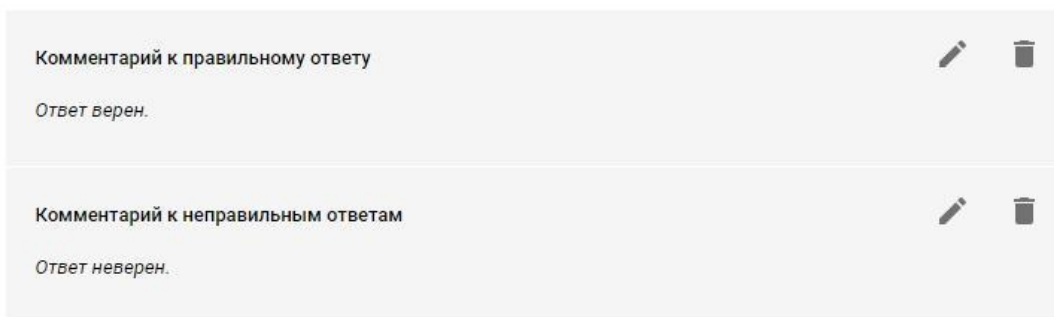 Комментарий к правильному ответу
Ответ верен.
Комментарий к неправильным ответам
Ответ неверен.